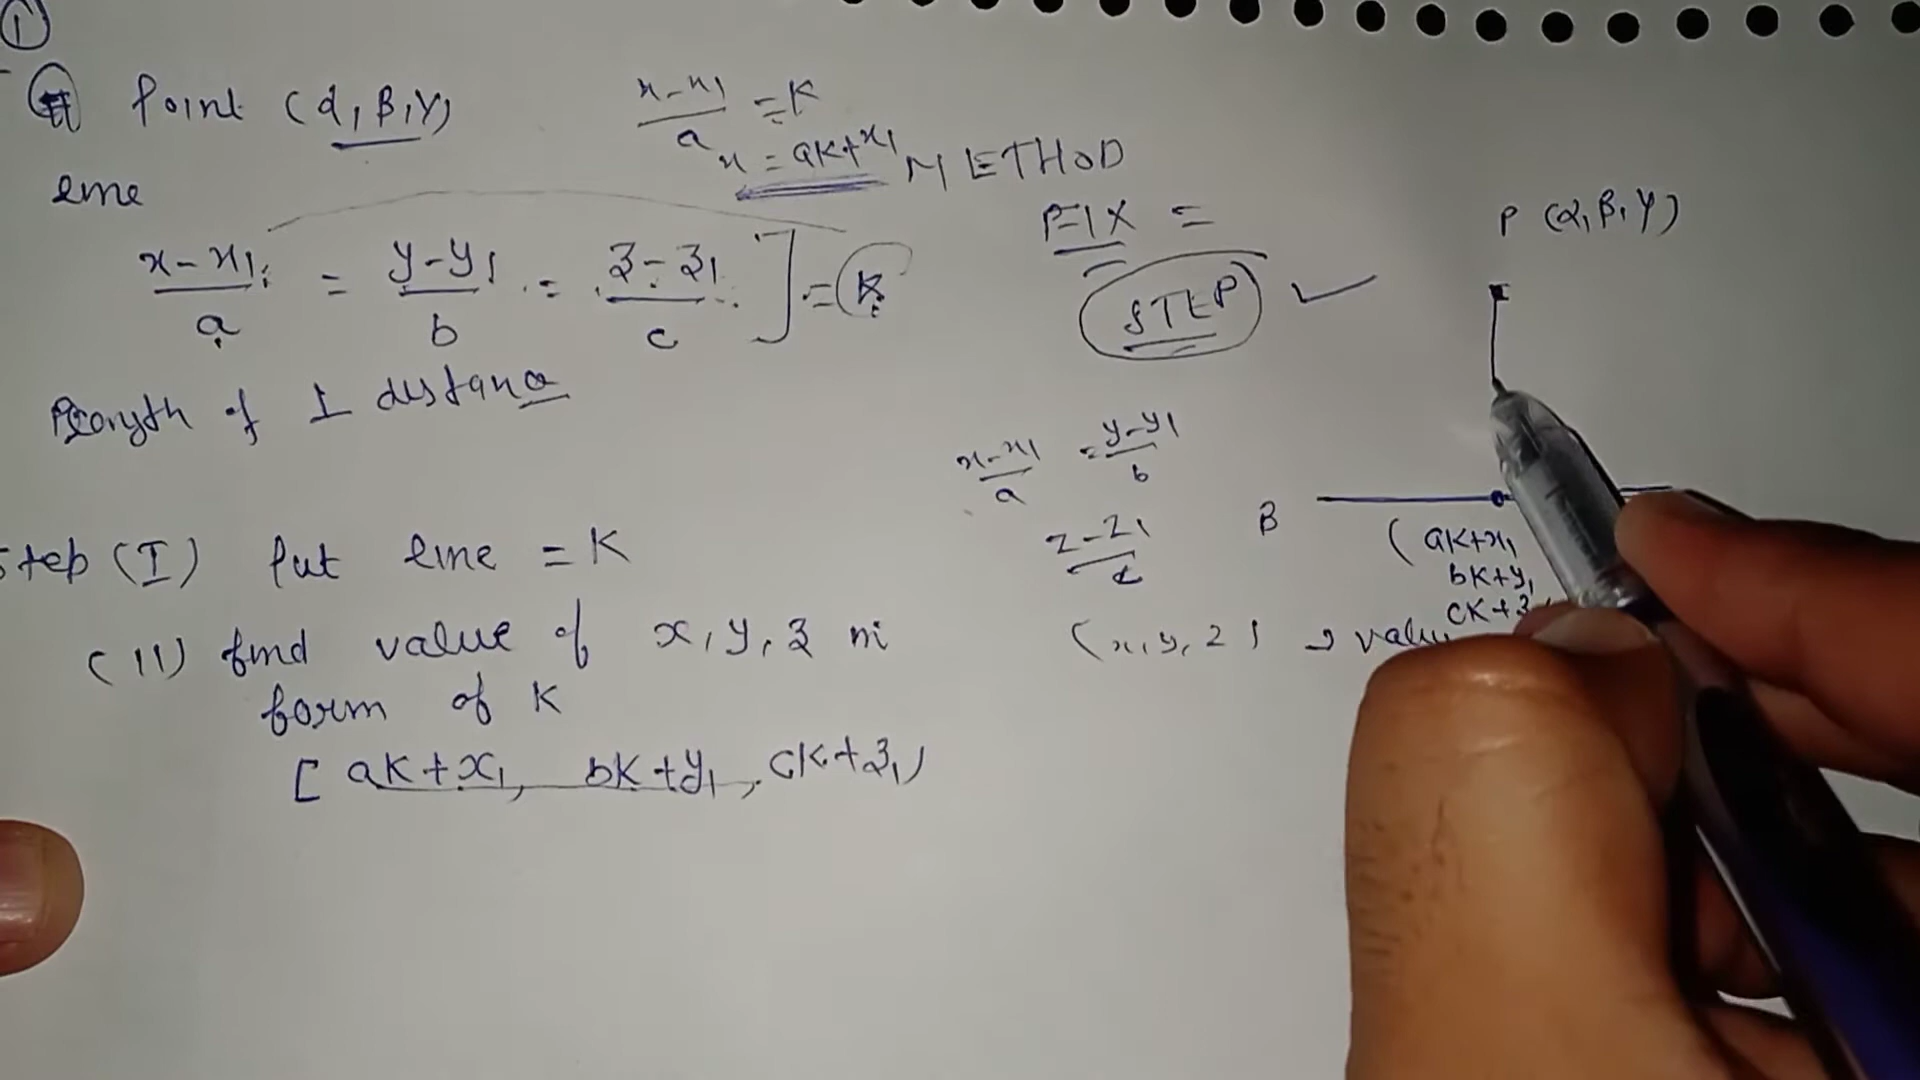 ①
Point (α, β, γ)
line
x-x₁/a = y-y₁/b = z-z₁/c ] = K
x-x₁/a = K
x = aK+x₁
METHOD
FIX =
STEP ✓
of ⊥ distance
Step (I) Put line = K
(II) find value of x, y, z in
form of K
[ aK+x₁, bK+y₁, cK+z₁)
x-x₁/a = y-y₁/b
z-z₁/c
(x, y, z)
P (α, β, γ)
B
( aK+x₁
bK+y₁
cK+z